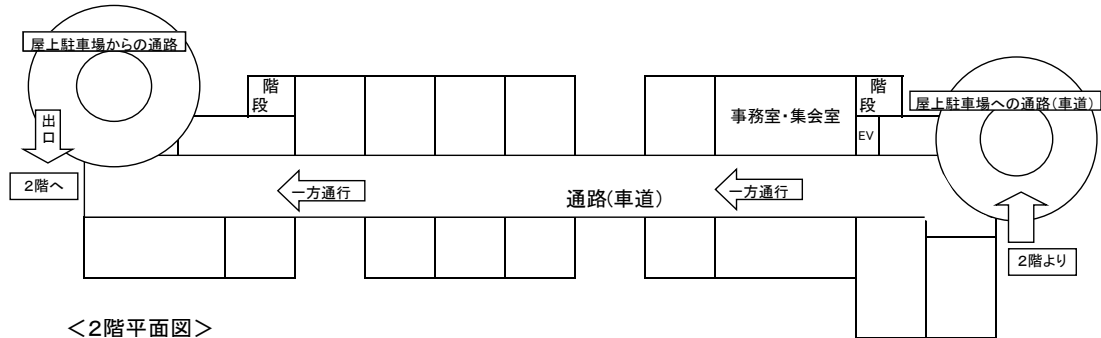 屋上駐車場からの通路
階
段
階
段
屋上駐車場への通路(車道)
事務室・集会室
出
口
EV
2階へ
一方通行
通路(車道)
一方通行
2階より
<2階平面図>